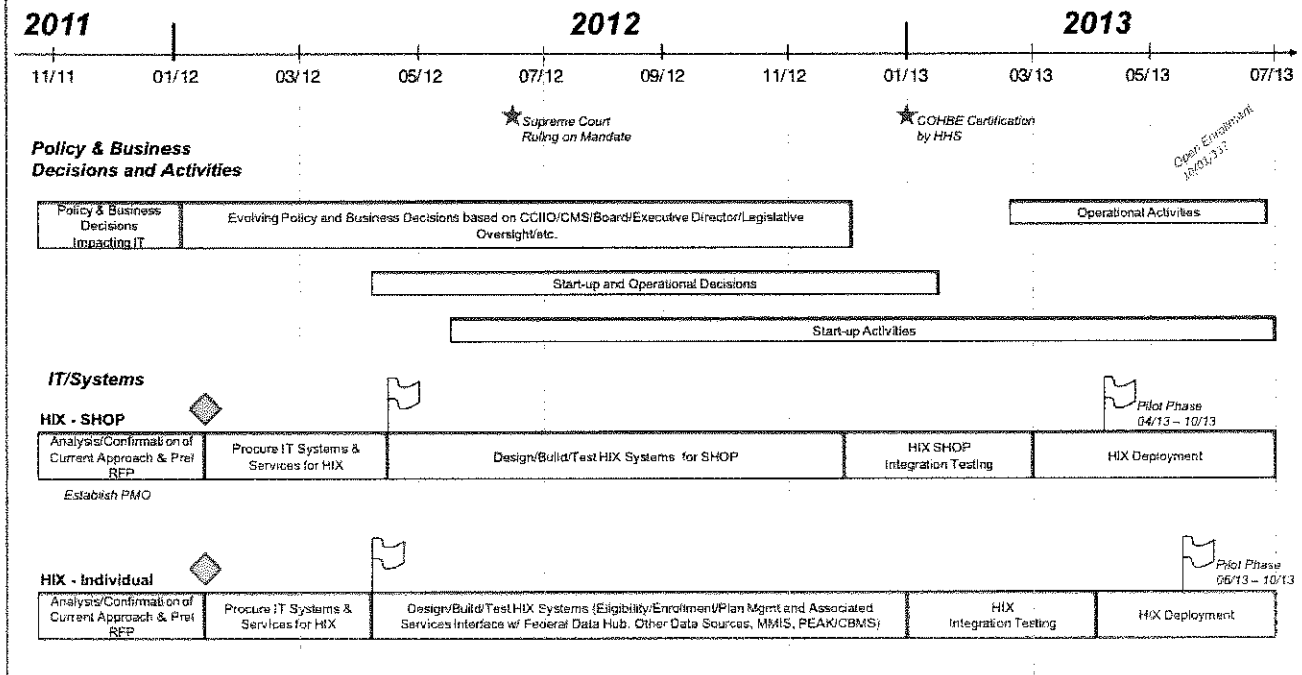 2011 2012 2013
11/11 01/12 03/12 05/12 07/12 09/12 11/12 01/13 03/13 05/13 07/13
Supreme Court
Ruling on Mandate
COHBE Certification
by HHS
Open Enrollment
Policy & Business
Decisions and Activities
Policy & Business
Decisions
Impacting IT
Evolving Policy and Business Decisions based on CCIIO/CMS/Board/Executive Director/Legislative
Oversight/etc.
Operational Activities
Start-up and Operational Decisions
Start-up Activities
IT/Systems
HIX - SHOP
Pilot Phase
04/13 – 10/13
Analysis/Confirmation of
Current Approach & Prel
RFP
Procure IT Systems &
Services for HIX
Design/Build/Test HIX Systems for SHOP
HIX SHOP
Integration Testing
HIX Deployment
Establish PMO
HIX - Individual
Pilot Phase
06/13 – 10/13
Analysis/Confirmation of
Current Approach & Prel
RFP
Procure IT Systems &
Services for HIX
Design/Build/Test HIX Systems (Eligibility/Enrollment/Plan Mgmt and Associated
Services Interface w/ Federal Data Hub, Other Data Sources, MMIS, PEAK/CBMS)
HIX
Integration Testing
HIX Deployment